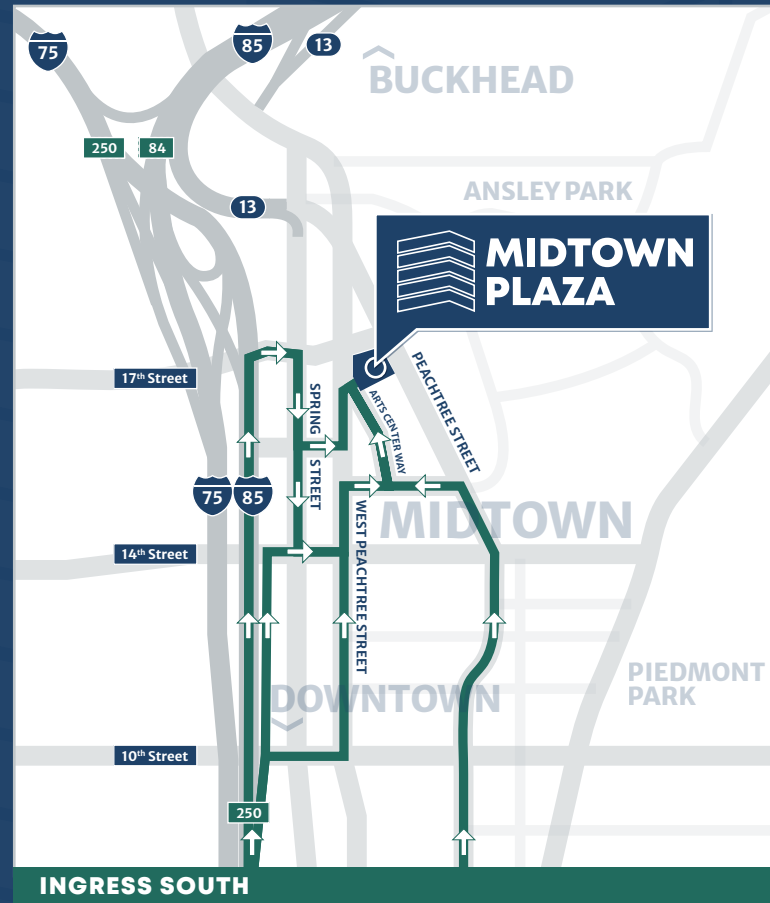 75
85
13
BUCKHEAD
250
84
ANSLEY PARK
13
MIDTOWN
PLAZA
17th Street
PEACHTREE STREET
SPRING
STREET
ARTS CENTER WAY
75
85
MIDTOWN
WEST PEACHTREE STREET
14th Street
PIEDMONT
PARK
DOWNTOWN
10th Street
250
INGRESS SOUTH